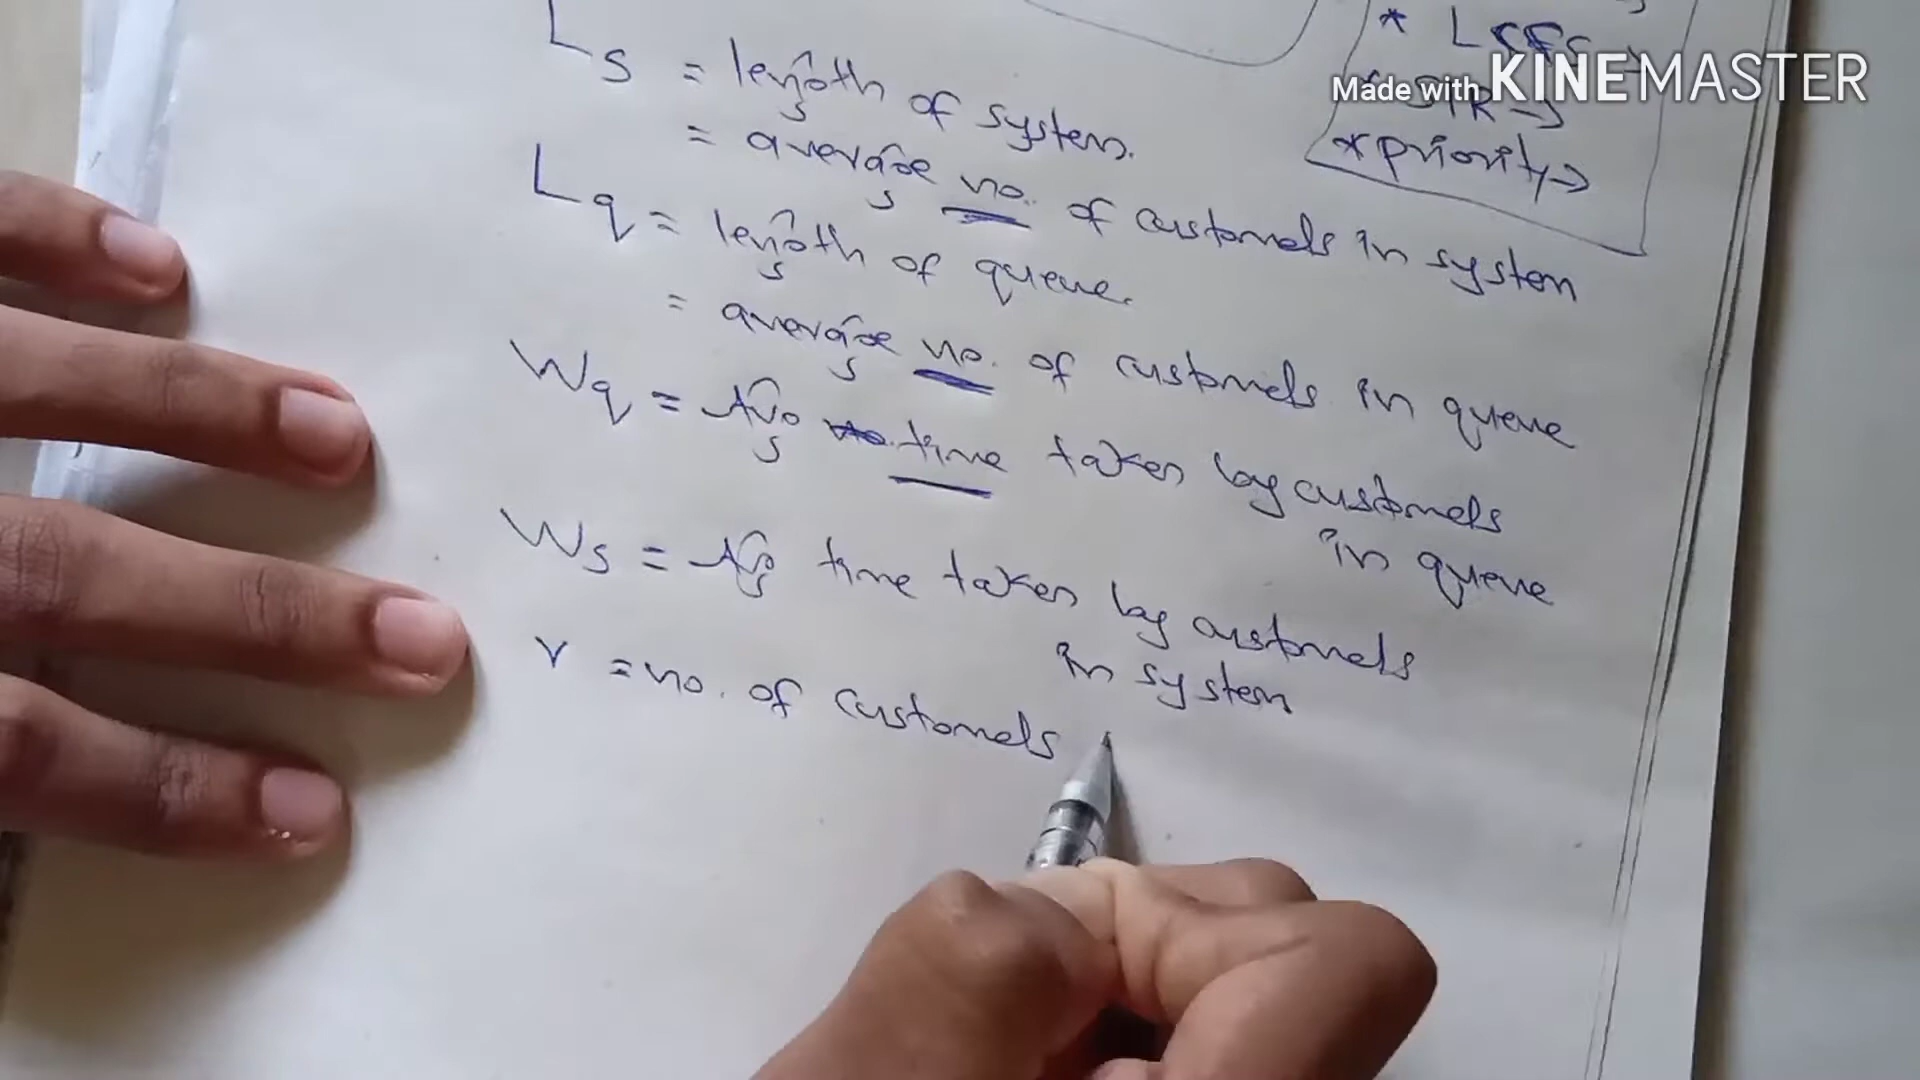 * LCFS →
Made with KINEMASTER
* SIR →
* priority →
Ls = length of system.
= average no. of customers in system
Lq = length of queue.
= average no. of customers in queue
Wq = Avg time taken by customers
in queue
Ws = Avg time taken by customers
in system
r = no. of customers